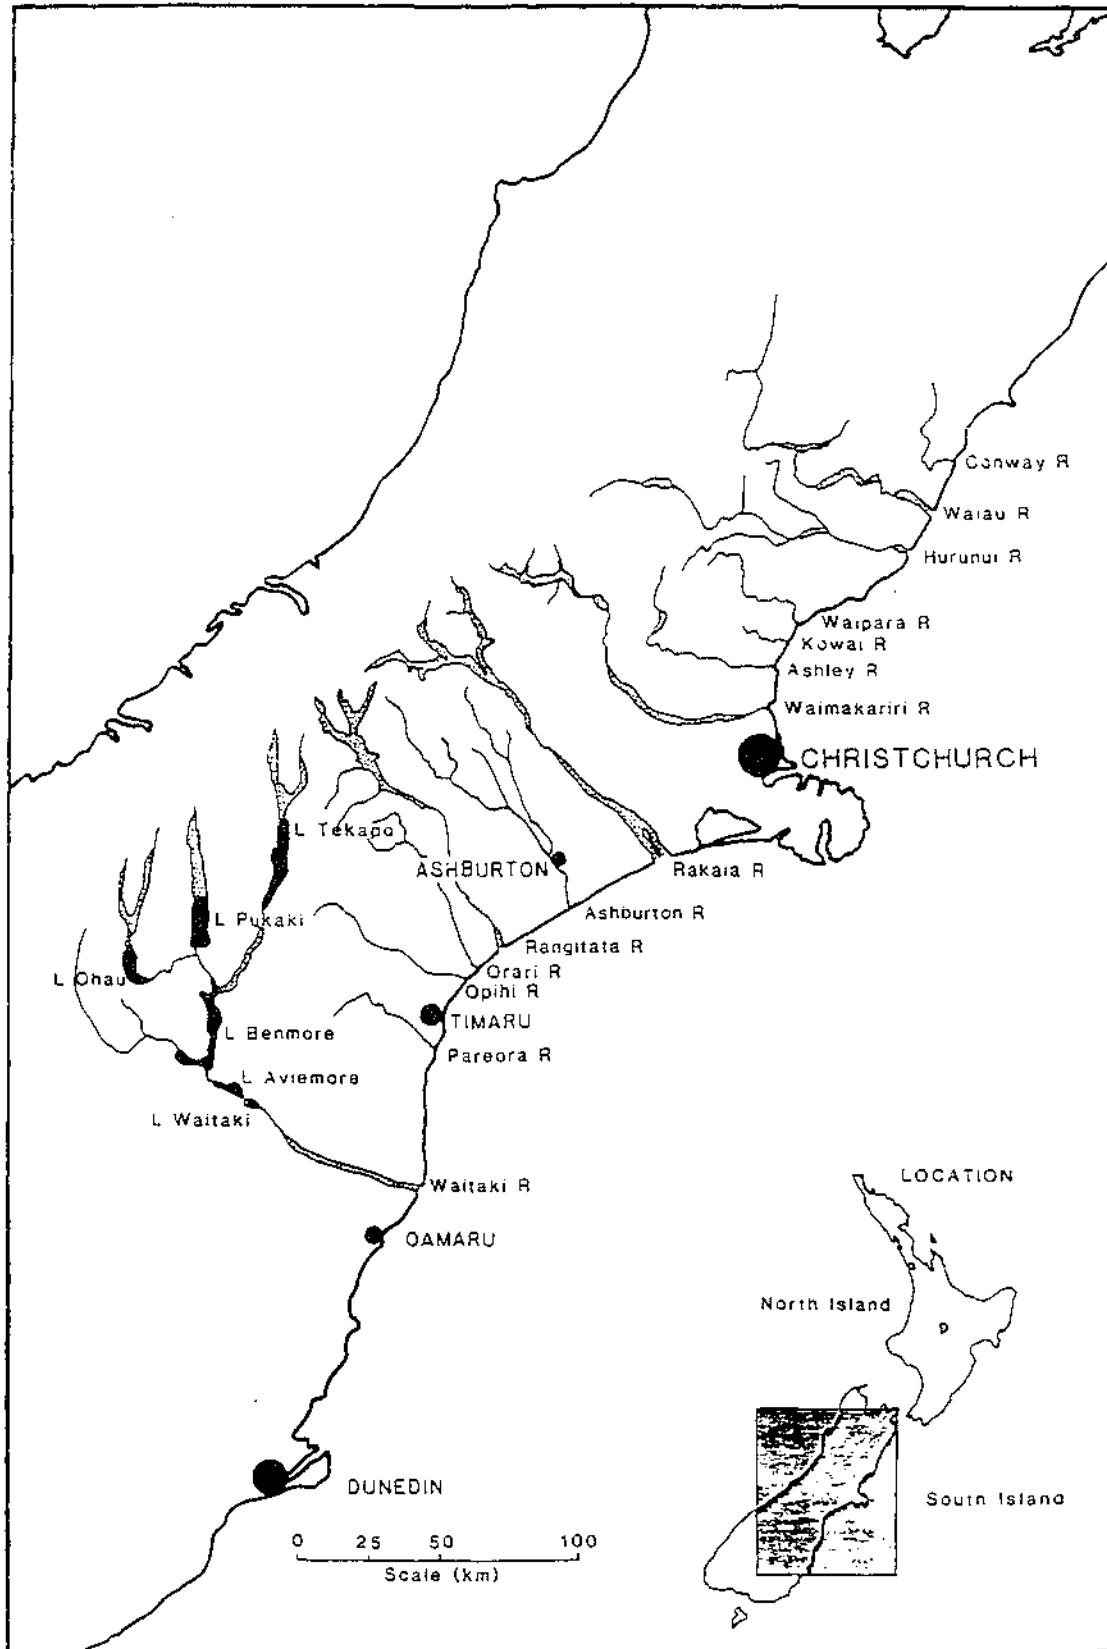 Conway R
Waiau R
Hurunui R
Waipara R
Kowai R
Ashley R
Waimakariri R
CHRISTCHURCH
L Tekapo
ASHBURTON
Rakaia R
Ashburton R
L Pukaki
Rangitata R
L Ohau
Orari R
Opihi R
TIMARU
L Benmore
Pareora R
L Aviemore
L Waitaki
Waitaki R
OAMARU
LOCATION
North Island
South Island
DUNEDIN
0 25 50 100
Scale (km)